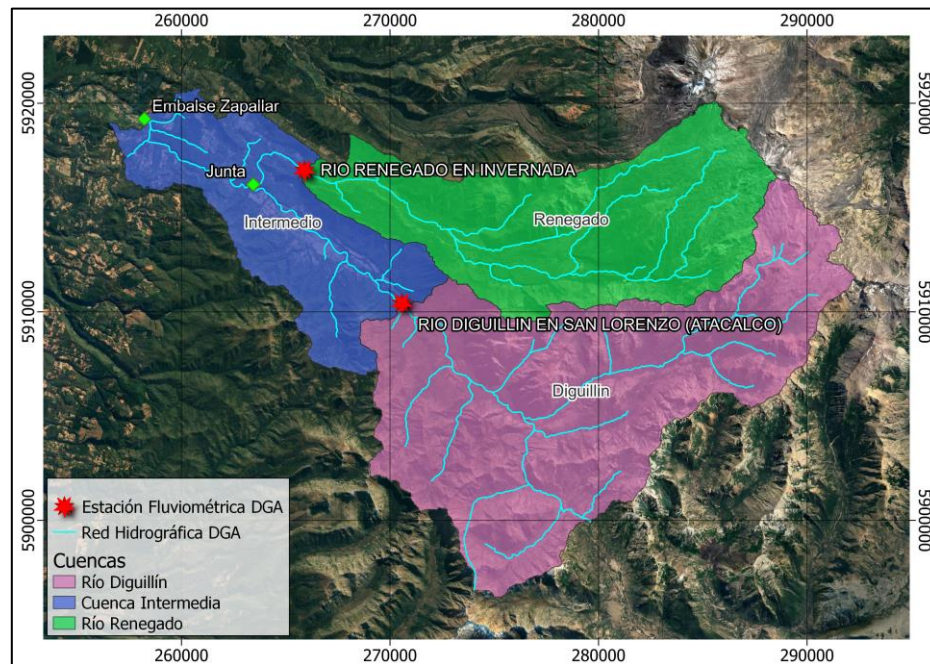 260000
270000
280000
290000
5920000
5920000
Embalse Zapallar
RIO RENEGADO EN INVERNADA
Junta
Renegado
Intermedio
5910000
5910000
RIO DIGUILLIN EN SAN LORENZO (ATACALCO)
Diguillin
Estación Fluviométrica DGA
Red Hidrográfica DGA
5900000
5900000
Cuencas
Río Diguillín
Cuenca Intermedia
Río Renegado
260000
270000
280000
290000